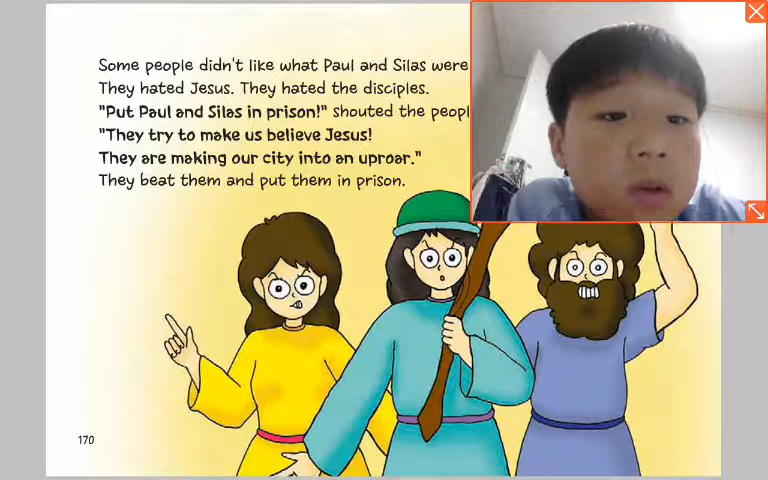 Some people didn't like what Paul and Silas were
They hated Jesus. They hated the disciples.
"Put Paul and Silas in prison!" shouted the peopl
"They try to make us believe Jesus!
They are making our city into an uproar."
They beat them and put them in prison.
170